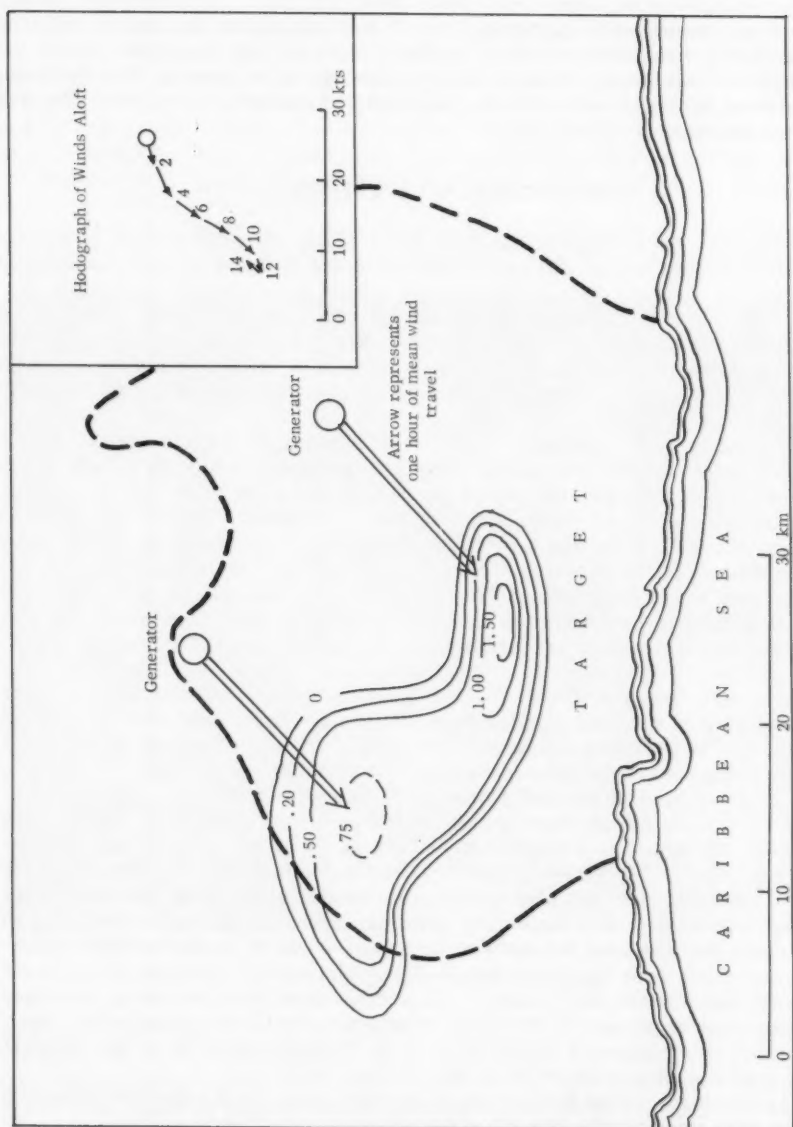 Hodograph of Winds Aloft
2
4
6
8
10
12
14
0 10 20 30 kts
Generator
Generator
Arrow represents
one hour of mean wind
travel
0
.20
.50
.75
1.00
1.50
T A R G E T
C A R I B B E A N S E A
0 10 20 30 km